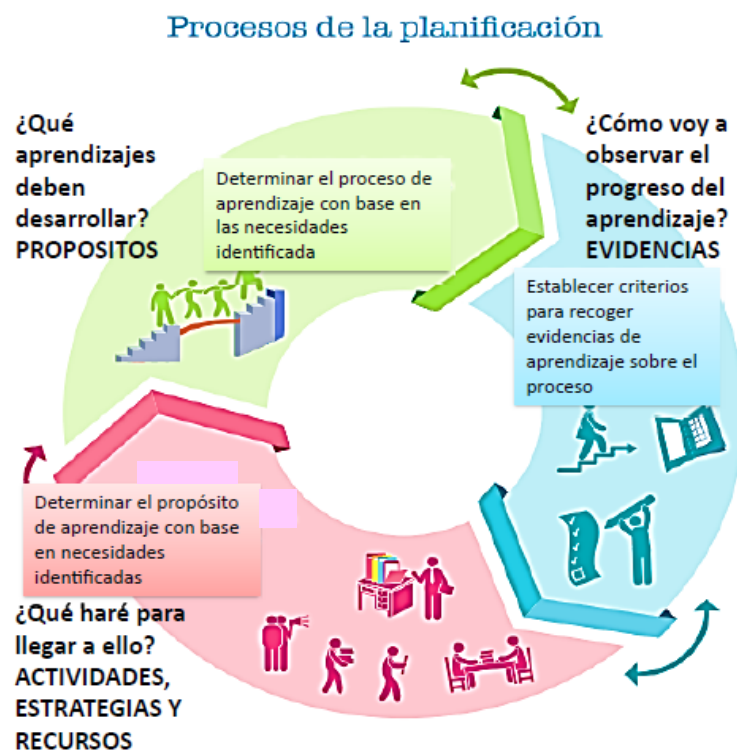 Procesos de la planificación
¿Qué
aprendizajes
deben
desarrollar?
PROPOSITOS
Determinar el proceso de
aprendizaje con base en
las necesidades
identificada
¿Cómo voy a
observar el
progreso del
aprendizaje?
EVIDENCIAS
Establecer criterios
para recoger
evidencias de
aprendizaje sobre el
proceso
Determinar el propósito
de aprendizaje con base
en necesidades
identificadas
¿Qué haré para
llegar a ello?
ACTIVIDADES,
ESTRATEGIAS Y
RECURSOS